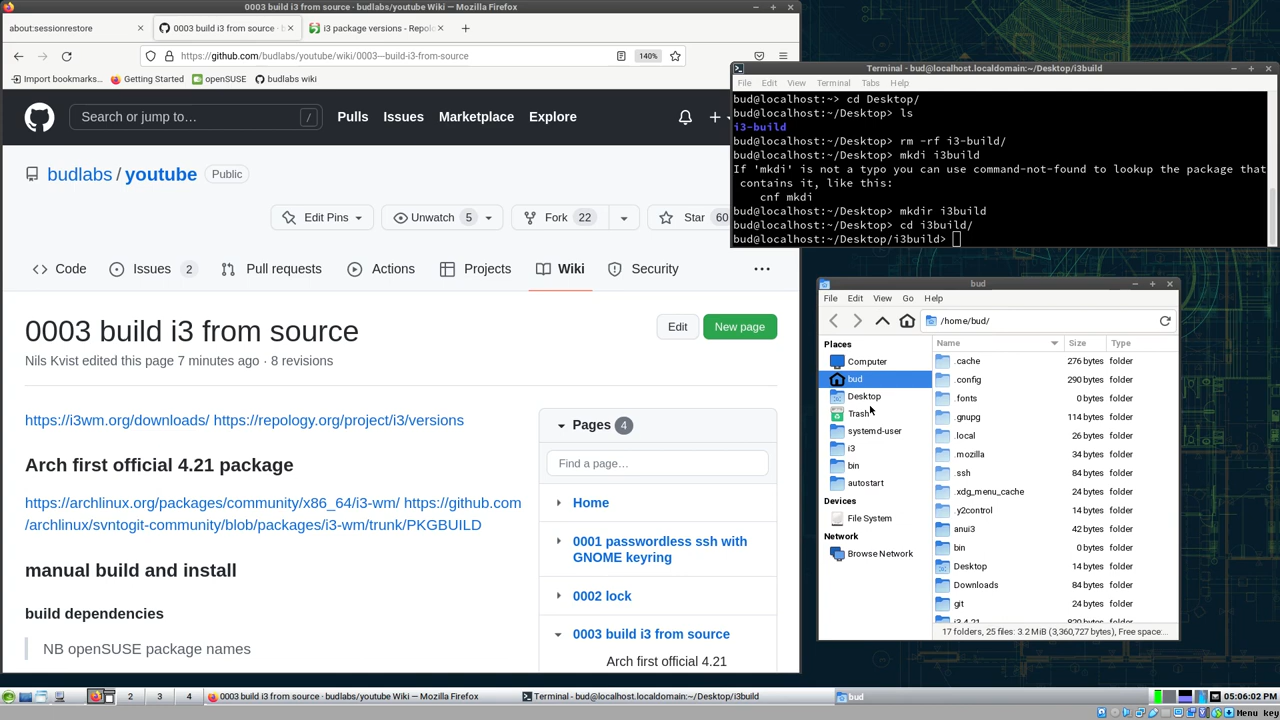 0003 build i3 from source · budlabs/youtube Wiki — Mozilla Firefox
about:sessionrestore
0003 build i3 from source · b
i3 package versions - Repolo
https://github.com/budlabs/youtube/wiki/0003---build-i3-from-source
140%
Import bookmarks...
Getting Started
openSUSE
budlabs wiki
Search or jump to...
/
Pulls
Issues
Marketplace
Explore
budlabs / youtube
Public
Edit Pins
Unwatch 5
Fork 22
Star 60
Code
Issues 2
Pull requests
Actions
Projects
Wiki
Security
0003 build i3 from source
Edit
New page
Nils Kvist edited this page 7 minutes ago · 8 revisions
https://i3wm.org/downloads/ https://repology.org/project/i3/versions
Arch first official 4.21 package
https://archlinux.org/packages/community/x86_64/i3-wm/ https://github.com
/archlinux/svntogit-community/blob/packages/i3-wm/trunk/PKGBUILD
manual build and install
build dependencies
NB openSUSE package names
Pages 4
Find a page...
Home
0001 passwordless ssh with
GNOME keyring
0002 lock
0003 build i3 from source
Arch first official 4.21
Terminal - bud@localhost.localdomain:~/Desktop/i3build
File Edit View Terminal Tabs Help
bud@localhost:~> cd Desktop/
bud@localhost:~/Desktop> ls
i3-build
bud@localhost:~/Desktop> rm -rf i3-build/
bud@localhost:~/Desktop> mkdi i3build
If 'mkdi' is not a typo you can use command-not-found to lookup the package that
contains it, like this:
cnf mkdi
bud@localhost:~/Desktop> mkdir i3build
bud@localhost:~/Desktop> cd i3build/
bud@localhost:~/Desktop/i3build>
bud
File Edit View Go Help
/home/bud/
Places
Computer
bud
Desktop
Trash
systemd-user
i3
bin
autostart
Devices
File System
Network
Browse Network
Name Size Type
.cache 276 bytes folder
.config 290 bytes folder
.fonts 0 bytes folder
.gnupg 114 bytes folder
.local 26 bytes folder
.mozilla 34 bytes folder
.ssh 84 bytes folder
.xdg_menu_cache 24 bytes folder
.y2control 14 bytes folder
anui3 42 bytes folder
bin 0 bytes folder
Desktop 14 bytes folder
Downloads 84 bytes folder
git 24 bytes folder
i3-4.21 820 bytes folder
17 folders, 25 files: 3.2 MiB (3,360,727 bytes), Free space:...
2 3 4
0003 build i3 from source · budlabs/youtube Wiki — Mozilla Firefox
Terminal - bud@localhost.localdomain:~/Desktop/i3build
bud
05:06:02 PM
Menu key